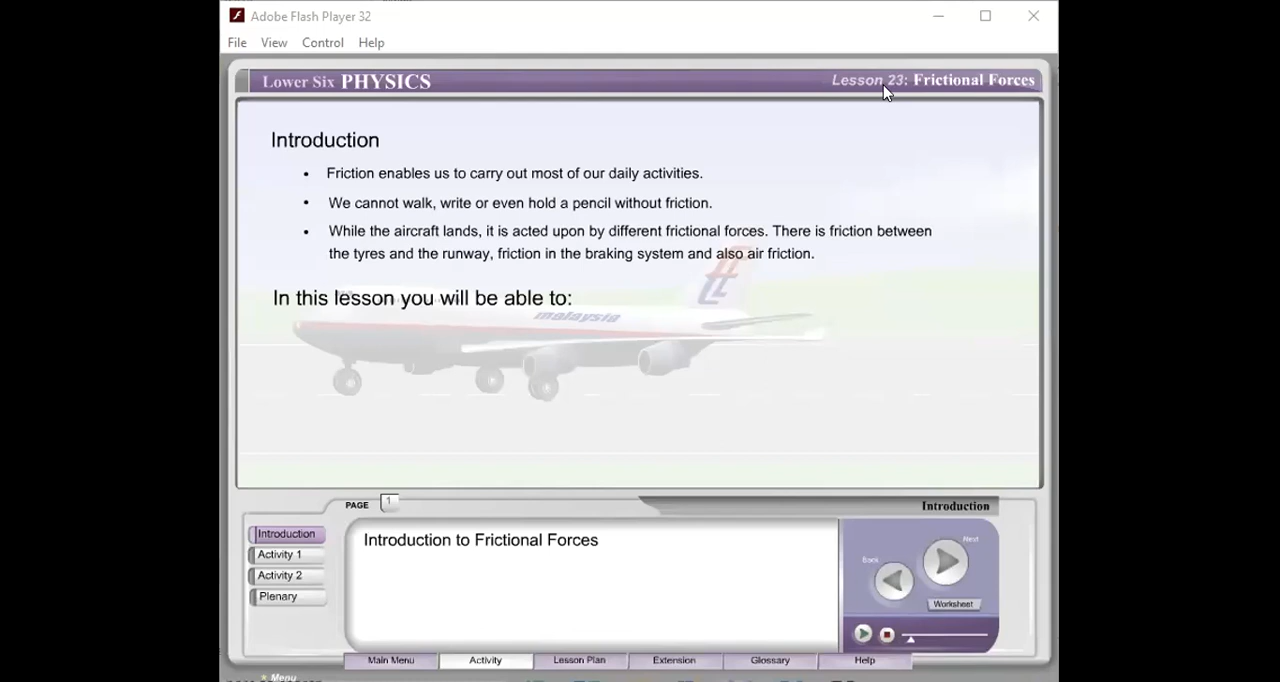 Adobe Flash Player 32
File View Control Help
Lower Six PHYSICS
Lesson 23: Frictional Forces
Introduction
• Friction enables us to carry out most of our daily activities.
• We cannot walk, write or even hold a pencil without friction.
• While the aircraft lands, it is acted upon by different frictional forces. There is friction between
the tyres and the runway, friction in the braking system and also air friction.
In this lesson you will be able to:
malaysia
PAGE 1
Introduction
Introduction
Activity 1
Activity 2
Plenary
Introduction to Frictional Forces
Next
Back
Worksheet
Main Menu Activity Lesson Plan Extension Glossary Help
Menu